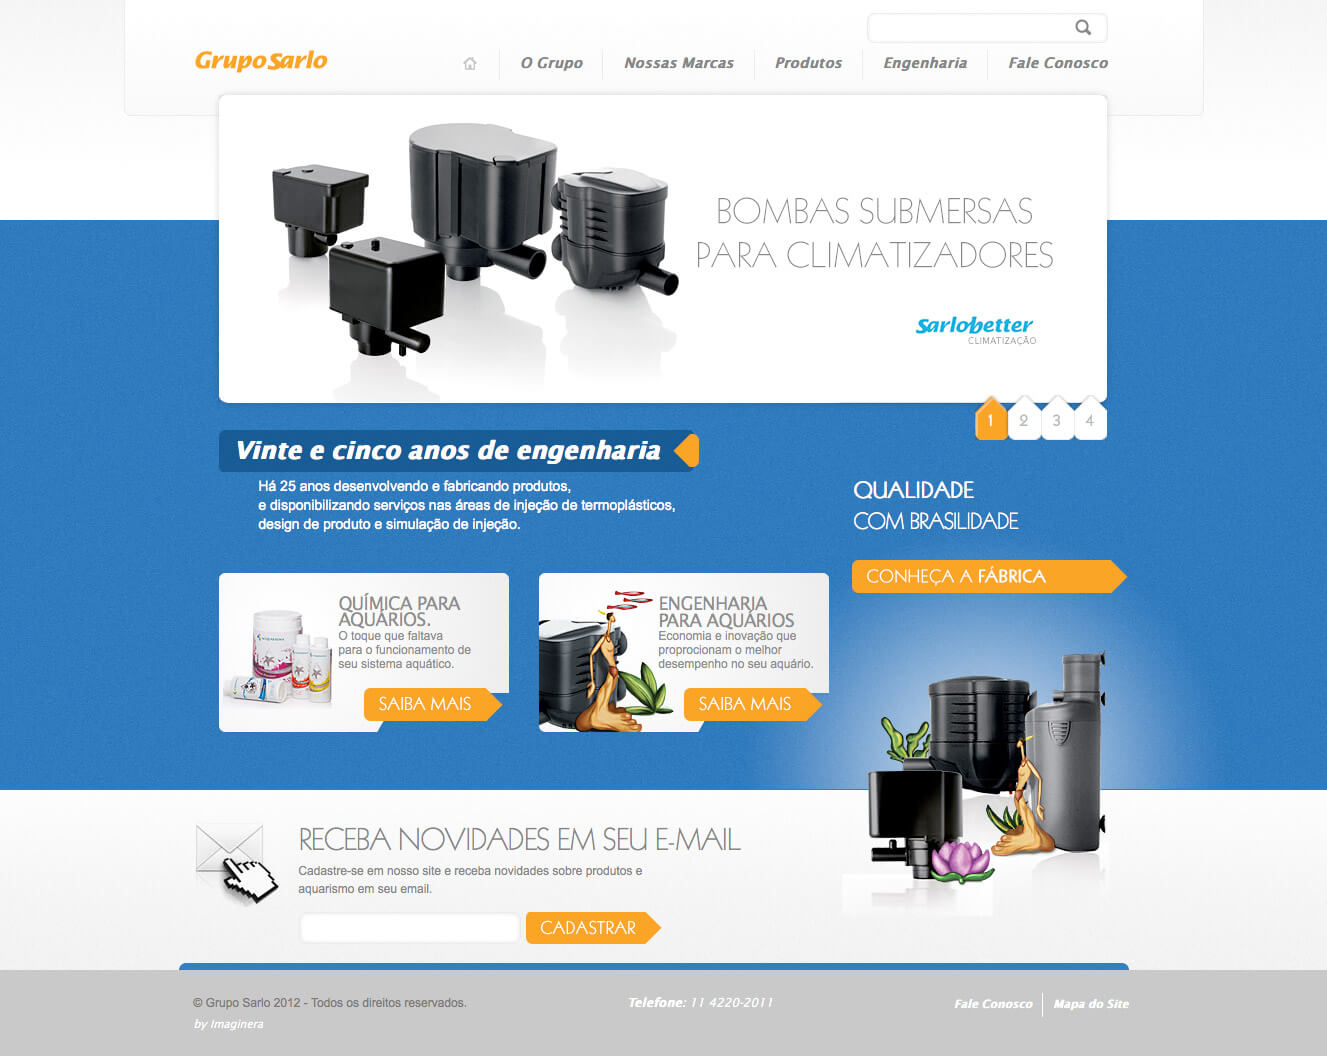 Grupo Sarlo
O Grupo
Nossas Marcas
Produtos
Engenharia
Fale Conosco
BOMBAS SUBMERSAS
PARA CLIMATIZADORES
Sarlobetter
CLIMATIZAÇÃO
1
2
3
4
Vinte e cinco anos de engenharia
Há 25 anos desenvolvendo e fabricando produtos,
e disponibilizando serviços nas áreas de injeção de termoplásticos,
design de produto e simulação de injeção.
QUALIDADE
COM BRASILIDADE
CONHEÇA A FÁBRICA
QUÍMICA PARA
AQUÁRIOS.
O toque que faltava
para o funcionamento de
seu sistema aquático.
SAIBA MAIS
ENGENHARIA
PARA AQUÁRIOS
Economia e inovação que
proprocionam o melhor
desempenho no seu aquário.
SAIBA MAIS
RECEBA NOVIDADES EM SEU E-MAIL
Cadastre-se em nosso site e receba novidades sobre produtos e
aquarismo em seu email.
CADASTRAR
© Grupo Sarlo 2012 - Todos os direitos reservados.
by Imaginera
Telefone: 11 4220-2011
Fale Conosco
Mapa do Site